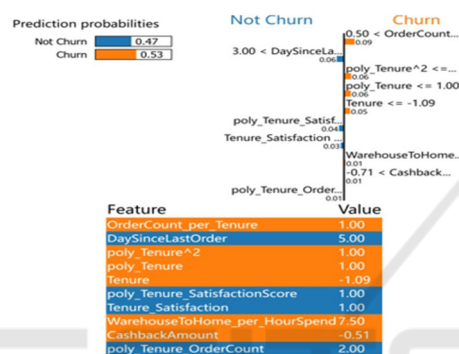 Prediction probabilities
Not Churn 0.47
Churn 0.53
Not Churn Churn
0.50 < OrderCount...
0.09
3.00 < DaySinceLa...
0.06
poly_Tenure^2 <=...
0.06
poly_Tenure <= 1.00
0.06
Tenure <= -1.09
0.05
poly_Tenure_Satisf...
0.04
Tenure_Satisfaction ...
0.03
WarehouseToHome...
0.01
-0.71 < Cashback...
0.01
poly_Tenure_Order...
0.01
Feature Value
OrderCount_per_Tenure 1.00
DaySinceLastOrder 5.00
poly_Tenure^2 1.00
poly_Tenure 1.00
Tenure -1.09
poly_Tenure_SatisfactionScore 1.00
Tenure_Satisfaction 1.00
WarehouseToHome_per_HourSpend 7.50
CashbackAmount -0.51
poly_Tenure_OrderCount 2.00